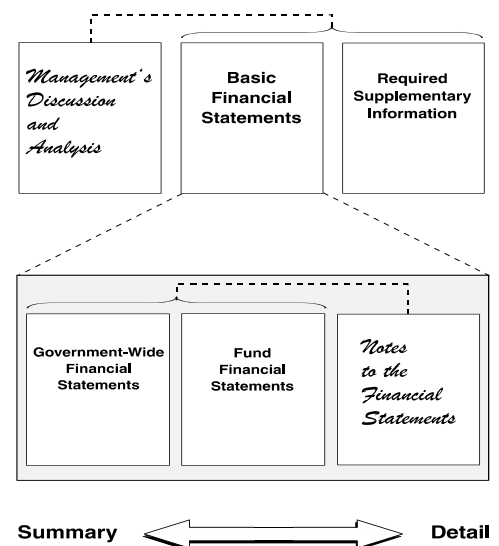 Management's
Discussion
and
Analysis
Basic
Financial
Statements
Required
Supplementary
Information
Government-Wide
Financial
Statements
Fund
Financial
Statements
Notes
to the
Financial
Statements
Summary
Detail